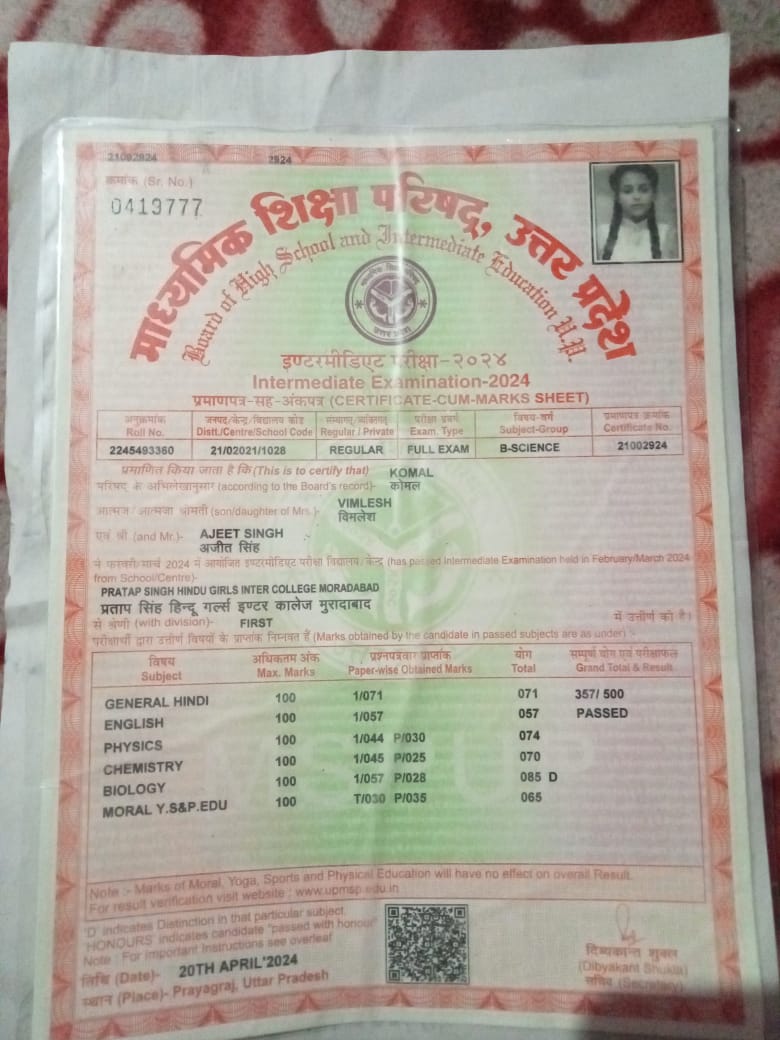 21002924 2924
क्रमांक (Sr. No.)
0413777
माध्यमिक शिक्षा परिषद्, उत्तर प्रदेश
Board of High School and Intermediate Education U.P.
इण्टरमीडिएट परीक्षा-२०२४
Intermediate Examination-2024
प्रमाणपत्र-सह-अंकपत्र (CERTIFICATE-CUM-MARKS SHEET)
अनुक्रमांक जनपद/केन्द्र/विद्यालय कोड संस्थागत/व्यक्तिगत परीक्षा प्रवर्ग विषय-वर्ग प्रमाणपत्र क्रमांक
Roll No. Distt./Centre/School Code Regular / Private Exam. Type Subject-Group Certificate No.
2245493360 21/02021/1028 REGULAR FULL EXAM B-SCIENCE 21002924
प्रमाणित किया जाता है कि (This is to certify that) KOMAL
परिषद के अभिलेखानुसार (according to the Board's record)- कोमल
आत्मज/आत्मजा श्रीमती (son/daughter of Mrs.)- VIMLESH
विमलेश
एवं श्री (and Mr.)- AJEET SINGH
अजीत सिंह
ने फरवरी/मार्च 2024 में आयोजित इण्टरमीडिएट परीक्षा विद्यालय/केन्द्र (has passed Intermediate Examination held in February/March 2024
from School/Centre)-
PRATAP SINGH HINDU GIRLS INTER COLLEGE MORADABAD
प्रताप सिंह हिन्दू गर्ल्स इण्टर कालेज मुरादाबाद
से श्रेणी (with division)- FIRST में उत्तीर्ण की है।
परीक्षार्थी द्वारा उत्तीर्ण विषयों के प्राप्तांक निम्नवत हैं (Marks obtained by the candidate in passed subjects are as under) :-
विषय अधिकतम अंक प्रश्नपत्रवार प्राप्तांक योग सम्पूर्ण योग एवं परीक्षाफल
Subject Max. Marks Paper-wise Obtained Marks Total Grand Total & Result
GENERAL HINDI 100 1/071 071 357/ 500
ENGLISH 100 1/057 057 PASSED
PHYSICS 100 1/044 P/030 074
CHEMISTRY 100 1/045 P/025 070
BIOLOGY 100 1/057 P/028 085 D
MORAL Y.S&P.EDU 100 T/030 P/035 065
Note :- Marks of Moral, Yoga, Sports and Physical Education will have no effect on overall Result.
For result verification visit website : www.upmsp.edu.in
'D' indicates Distinction in that particular subject.
'HONOURS' indicates candidate "passed with honour"
Note : For Important Instructions see overleaf
तिथि (Date)- 20TH APRIL'2024
स्थान (Place)- Prayagraj, Uttar Pradesh
दिब्यकान्त शुक्ल
(Dibyakant Shukla)
सचिव (Secretary)